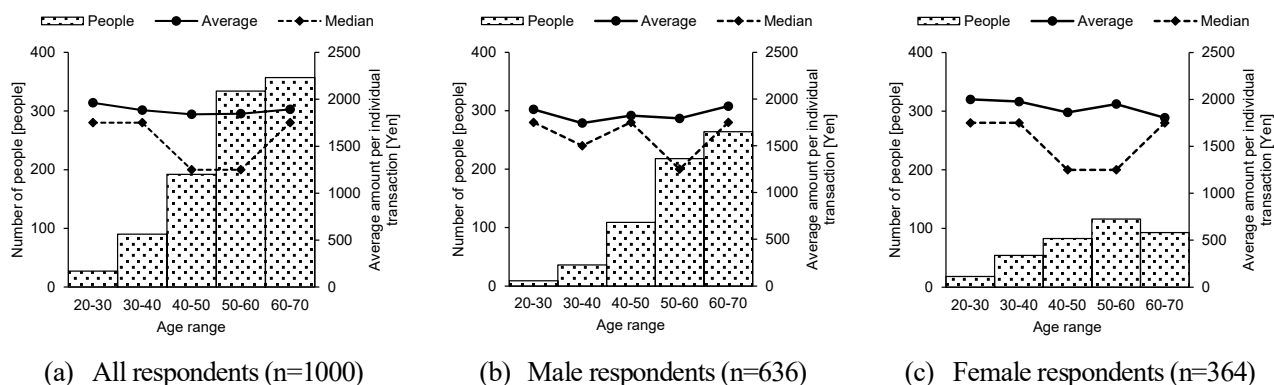 People Average Median
Number of people [people]
400
300
200
100
0
2500
2000
1500
1000
500
0
Average amount per individual
transaction [Yen]
20-30 30-40 40-50 50-60 60-70
Age range
(a) All respondents (n=1000)
People Average Median
Number of people [people]
400
300
200
100
0
2500
2000
1500
1000
500
0
Average amount per individual
transaction [Yen]
20-30 30-40 40-50 50-60 60-70
Age range
(b) Male respondents (n=636)
People Average Median
Number of people [people]
400
300
200
100
0
2500
2000
1500
1000
500
0
Average amount per individual
transaction [Yen]
20-30 30-40 40-50 50-60 60-70
Age range
(c) Female respondents (n=364)